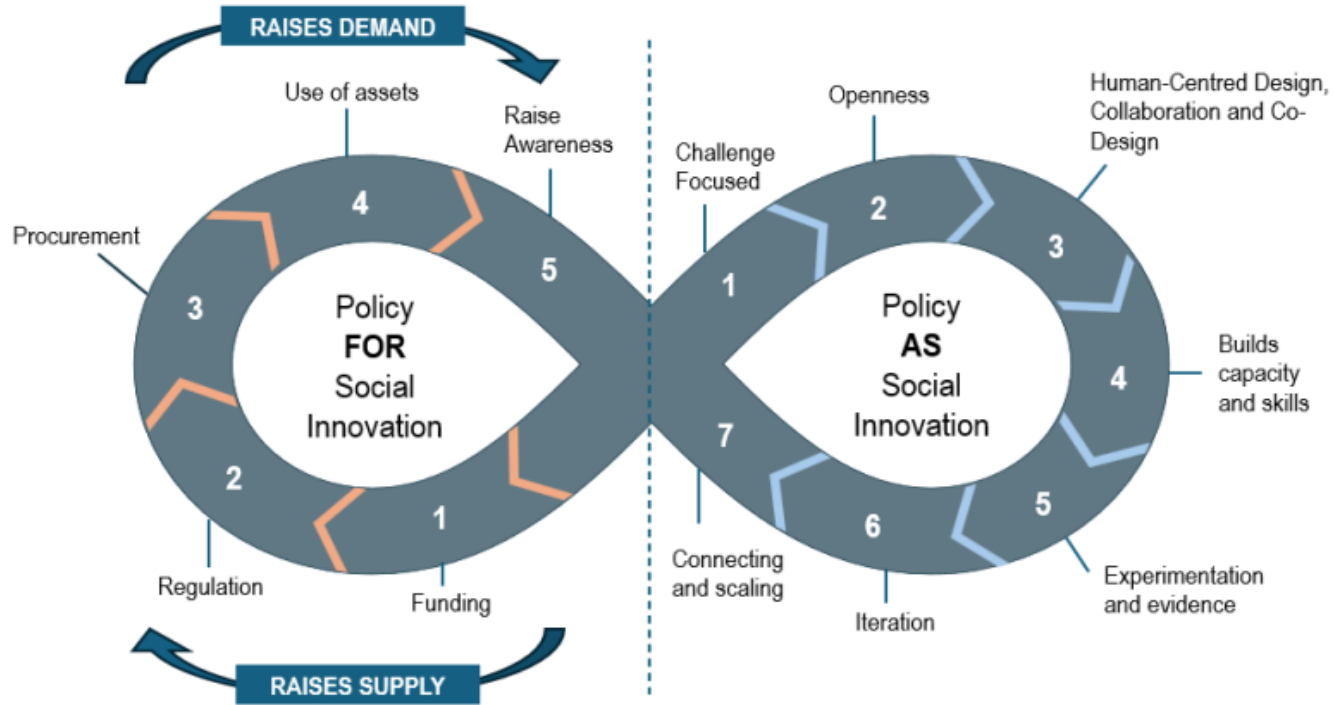 RAISES DEMAND
Use of assets
Raise
Awareness
Procurement
4
5
3
2
1
Policy
FOR
Social
Innovation
Regulation
Funding
RAISES SUPPLY
Challenge
Focused
Openness
Human-Centred Design,
Collaboration and Co-
Design
1
2
3
4
5
6
7
Policy
AS
Social
Innovation
Builds
capacity
and skills
Experimentation
and evidence
Iteration
Connecting
and scaling